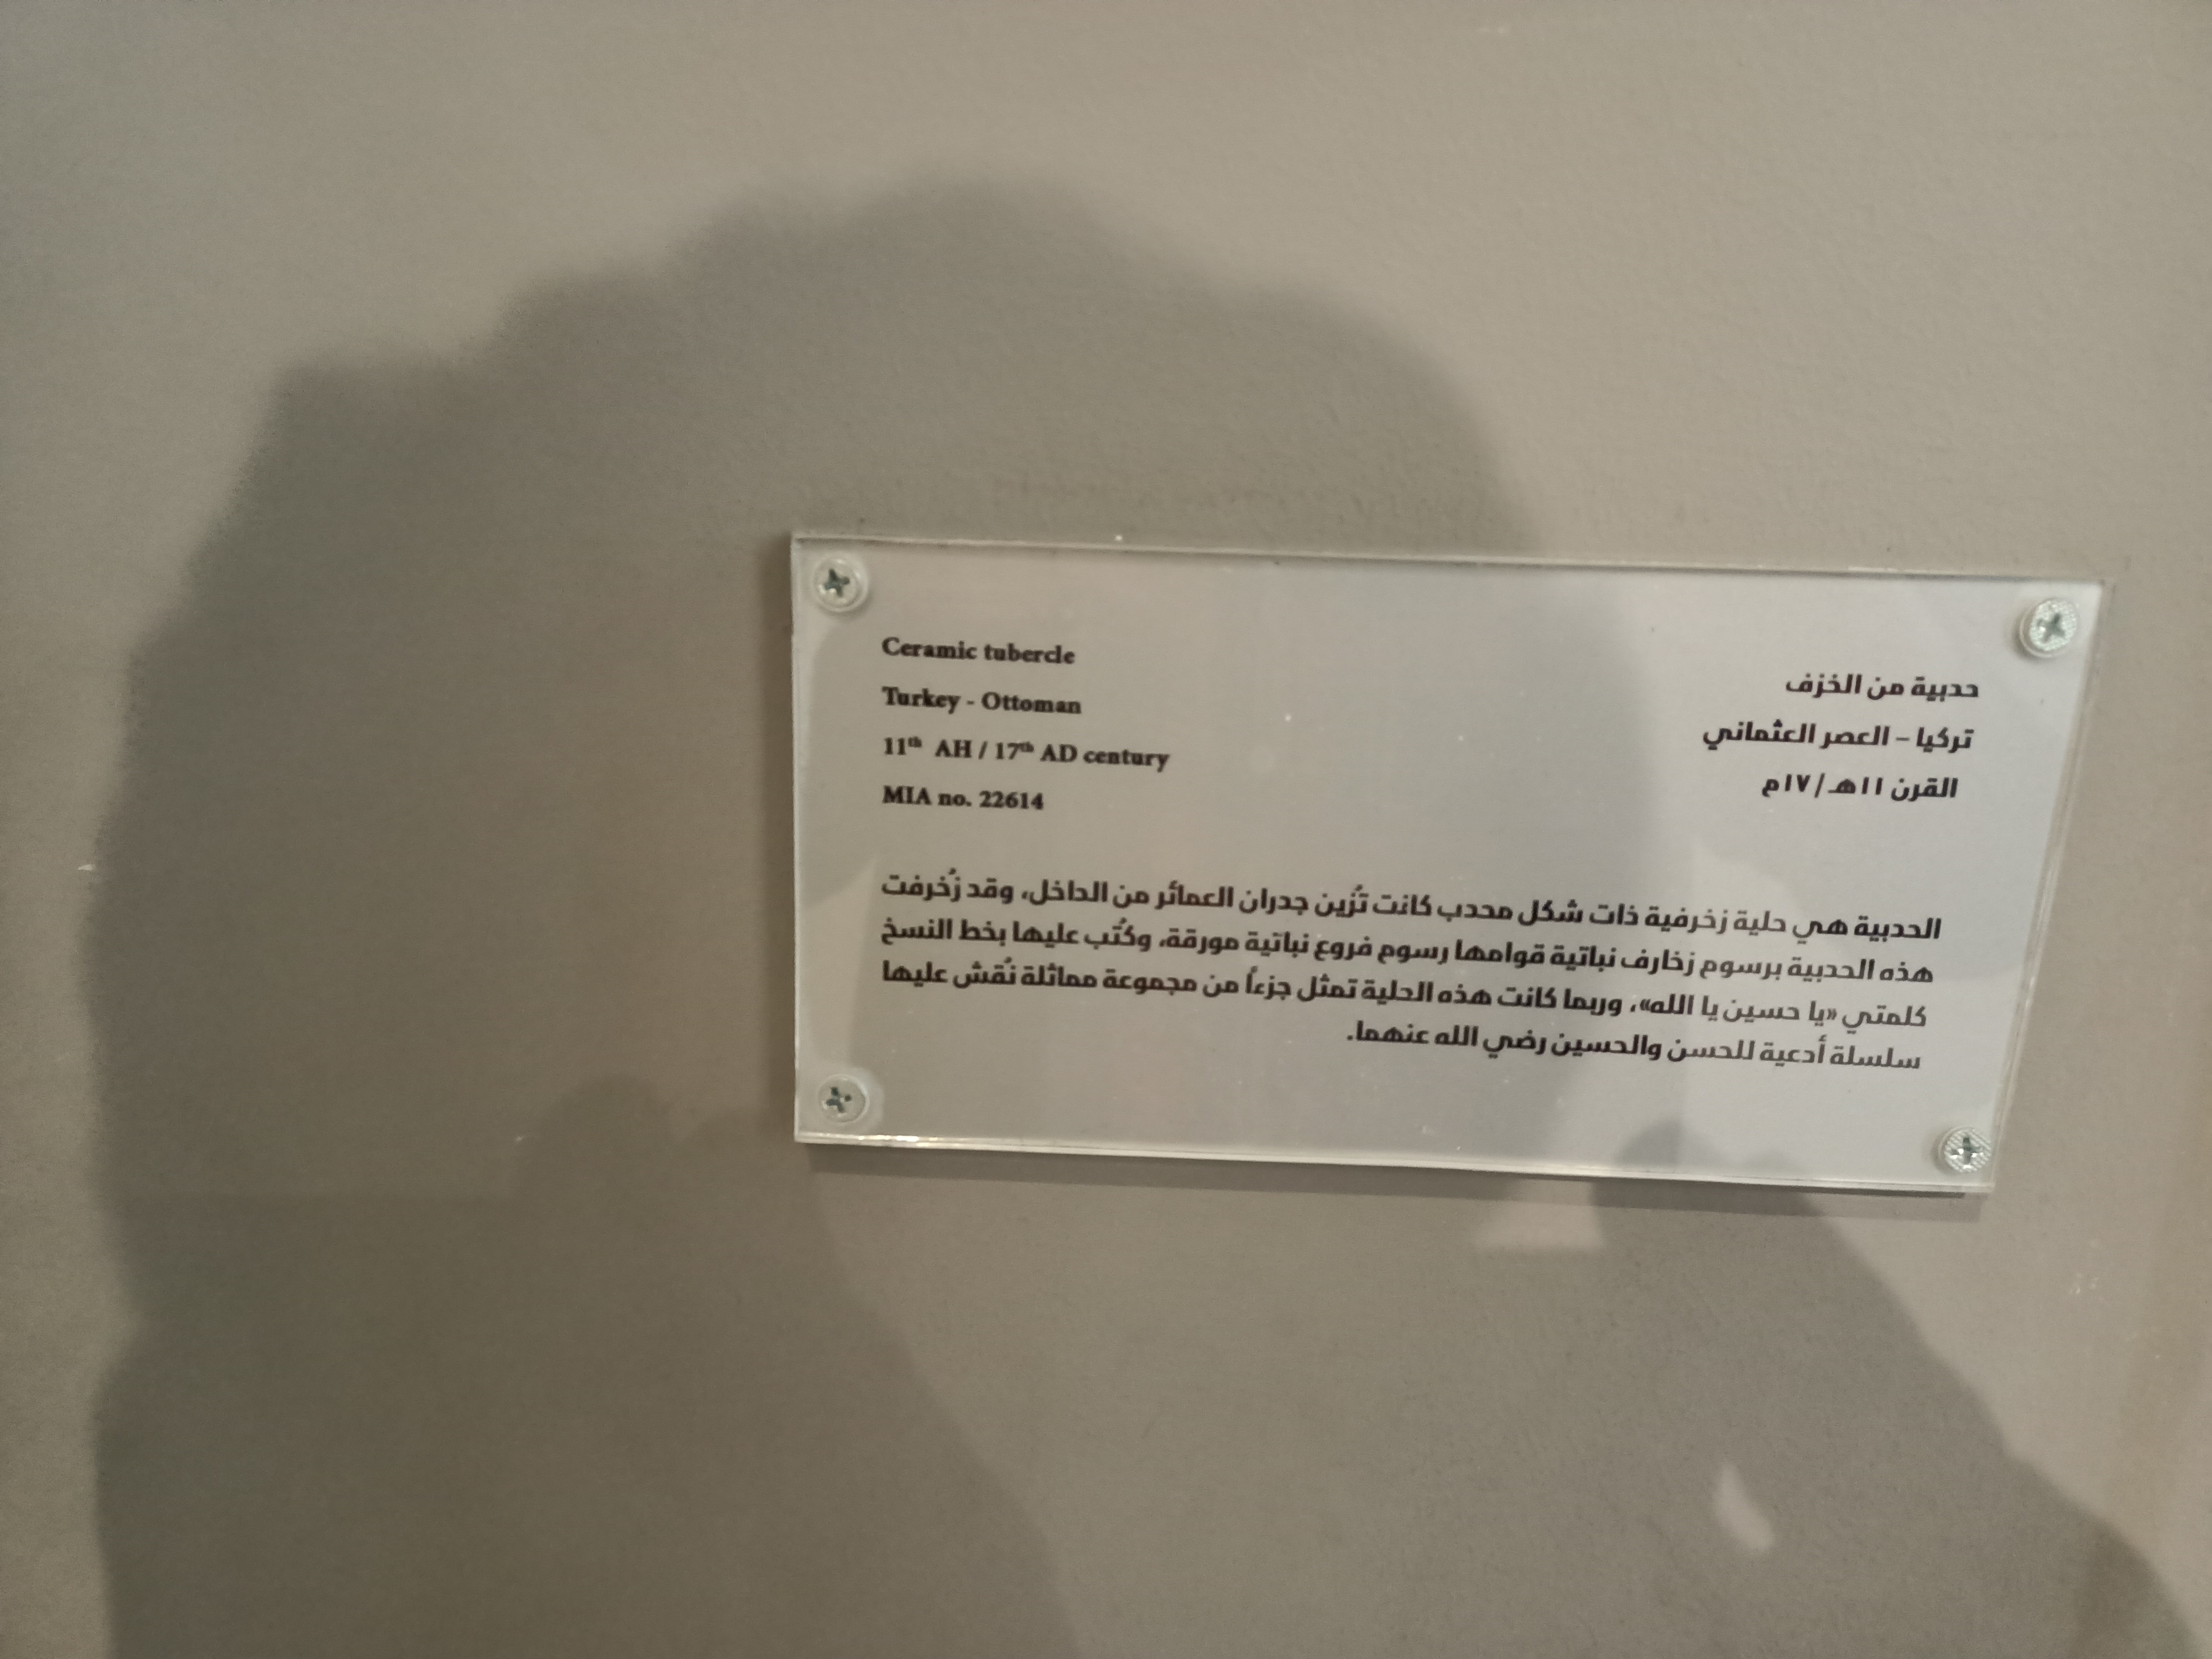 Ceramic tubercle
Turkey - Ottoman
11th AH / 17th AD century
MIA no. 22614
حدبية من الخزف
تركيا – العصر العثماني
القرن ١١هـ/ ١٧م
الحدبية هي حلية زخرفية ذات شكل محدب كانت تُزين جدران العمائر من الداخل، وقد زُخرفت
هذه الحدبية برسوم زخارف نباتية قوامها رسوم فروع نباتية مورقة، وكُتب عليها بخط النسخ
كلمتي «يا حسين يا الله»، وربما كانت هذه الحلية تمثل جزءاً من مجموعة مماثلة نُقش عليها
سلسلة أدعية للحسن والحسين رضي الله عنهما.